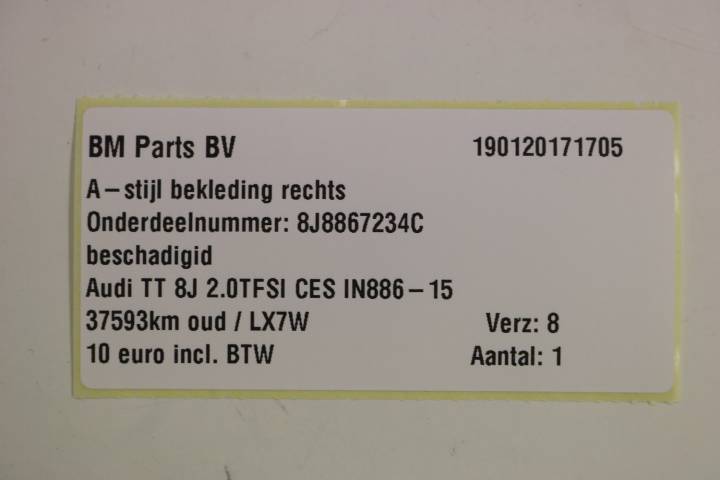 BM Parts BV 190120171705
A-stijl bekleding rechts
Onderdeelnummer: 8J8867234C
beschadigid
Audi TT 8J 2.0TFSI CES IN886-15
37593km oud / LX7W Verz: 8
10 euro incl. BTW Aantal: 1